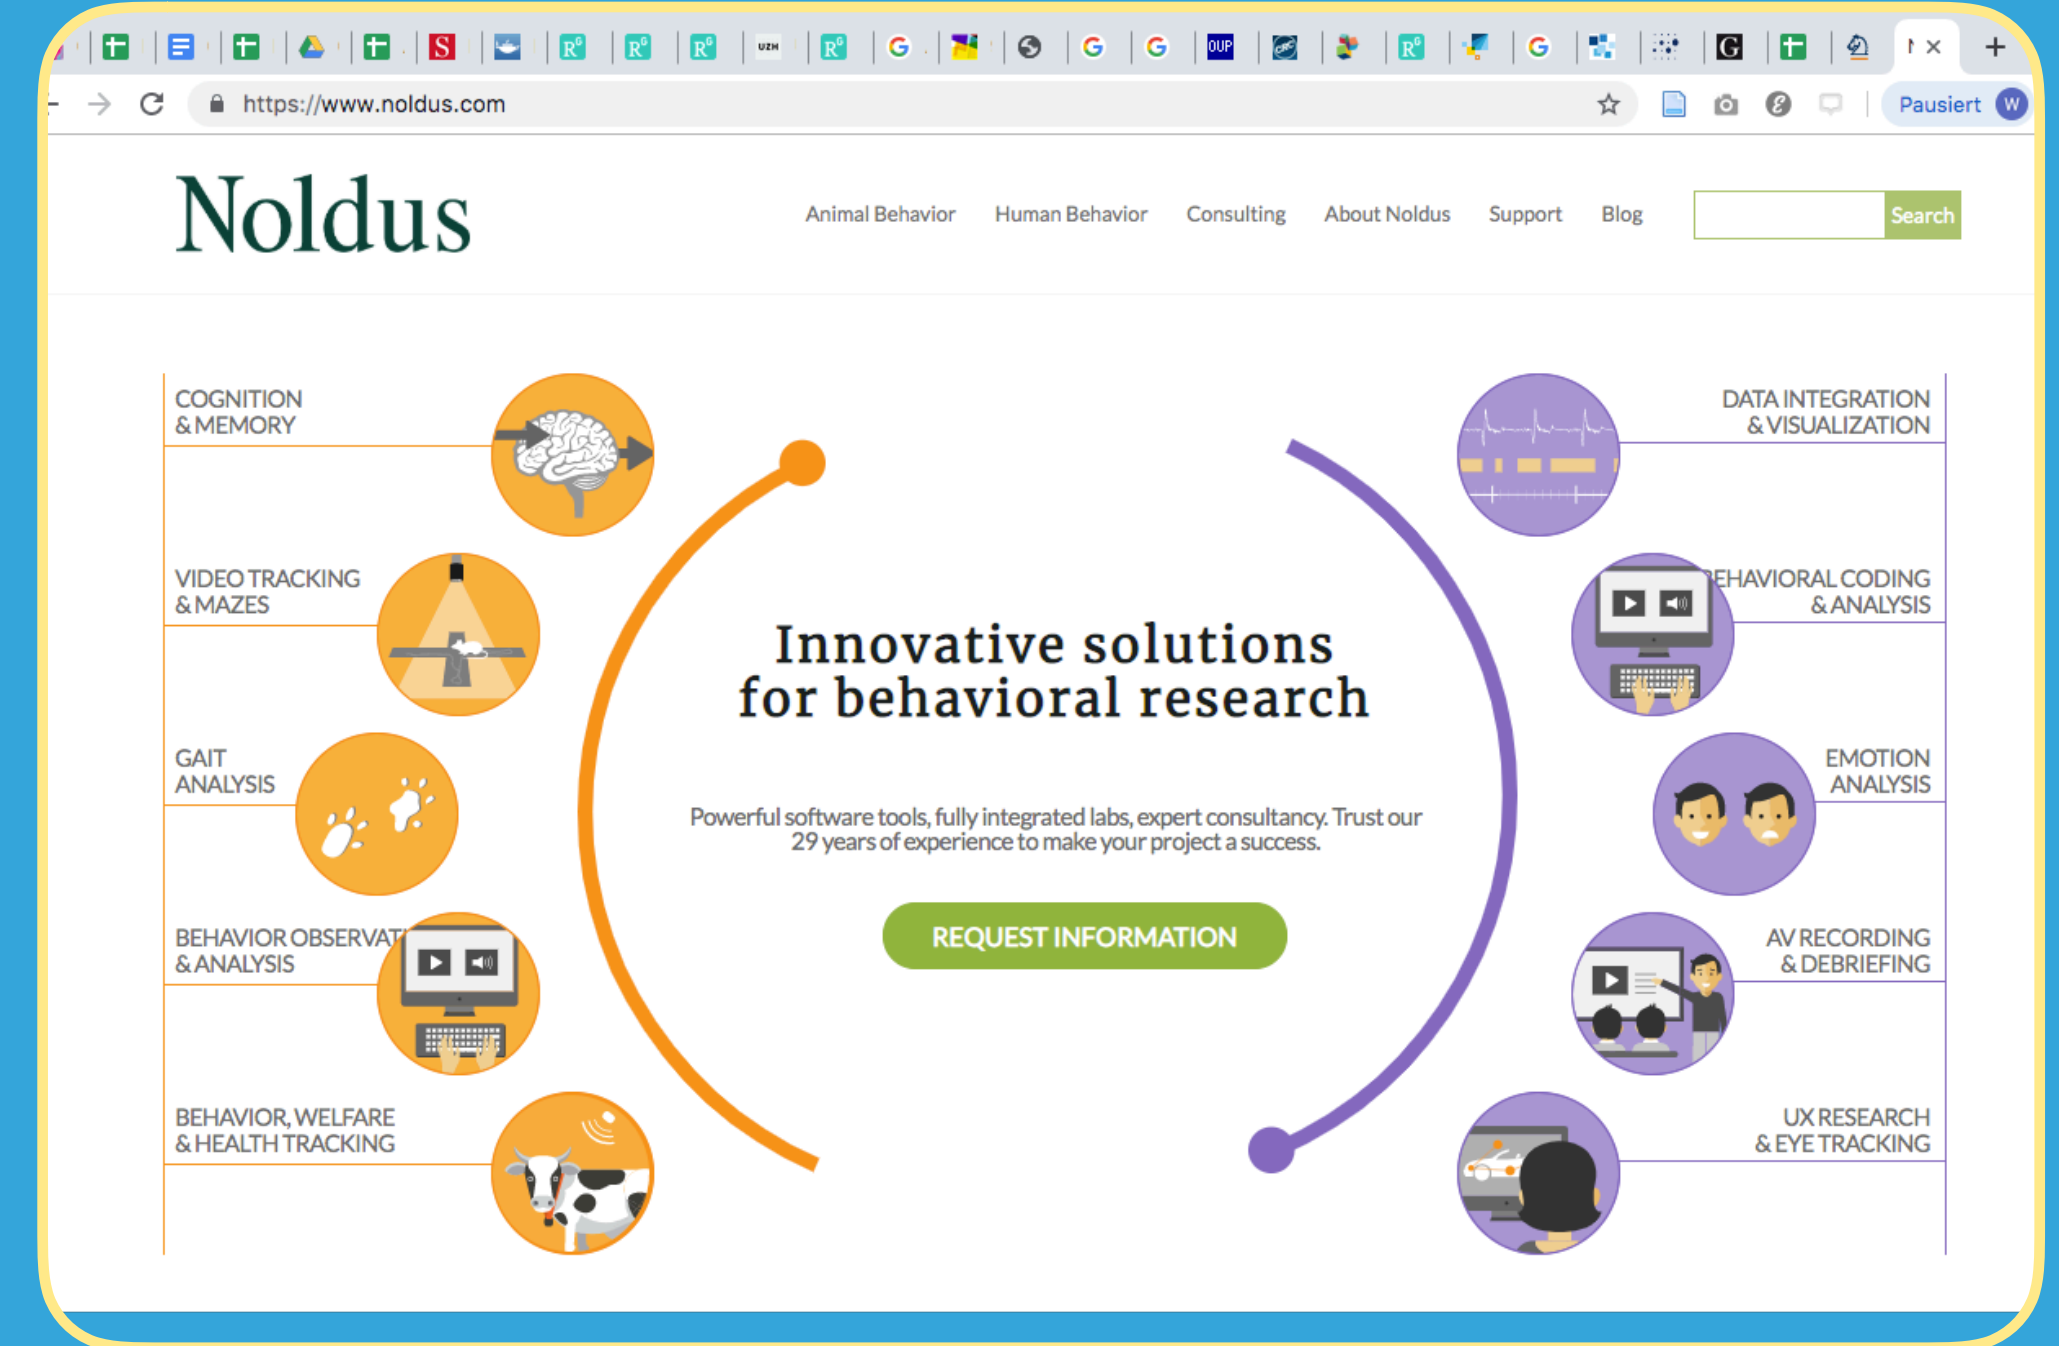 S
R^G
R^G
R^G
UZH
R^G
G
G
G
OUP
CRC
R^G
G
G
https://www.noldus.com
Pausiert
W
Noldus
Animal Behavior
Human Behavior
Consulting
About Noldus
Support
Blog
Search
COGNITION
& MEMORY
VIDEO TRACKING
& MAZES
GAIT
ANALYSIS
BEHAVIOR OBSERVAT
& ANALYSIS
BEHAVIOR, WELFARE
& HEALTH TRACKING
Innovative solutions
for behavioral research
Powerful software tools, fully integrated labs, expert consultancy. Trust our
29 years of experience to make your project a success.
REQUEST INFORMATION
DATA INTEGRATION
& VISUALIZATION
EHAVIORAL CODING
& ANALYSIS
EMOTION
ANALYSIS
AV RECORDING
& DEBRIEFING
UX RESEARCH
& EYE TRACKING